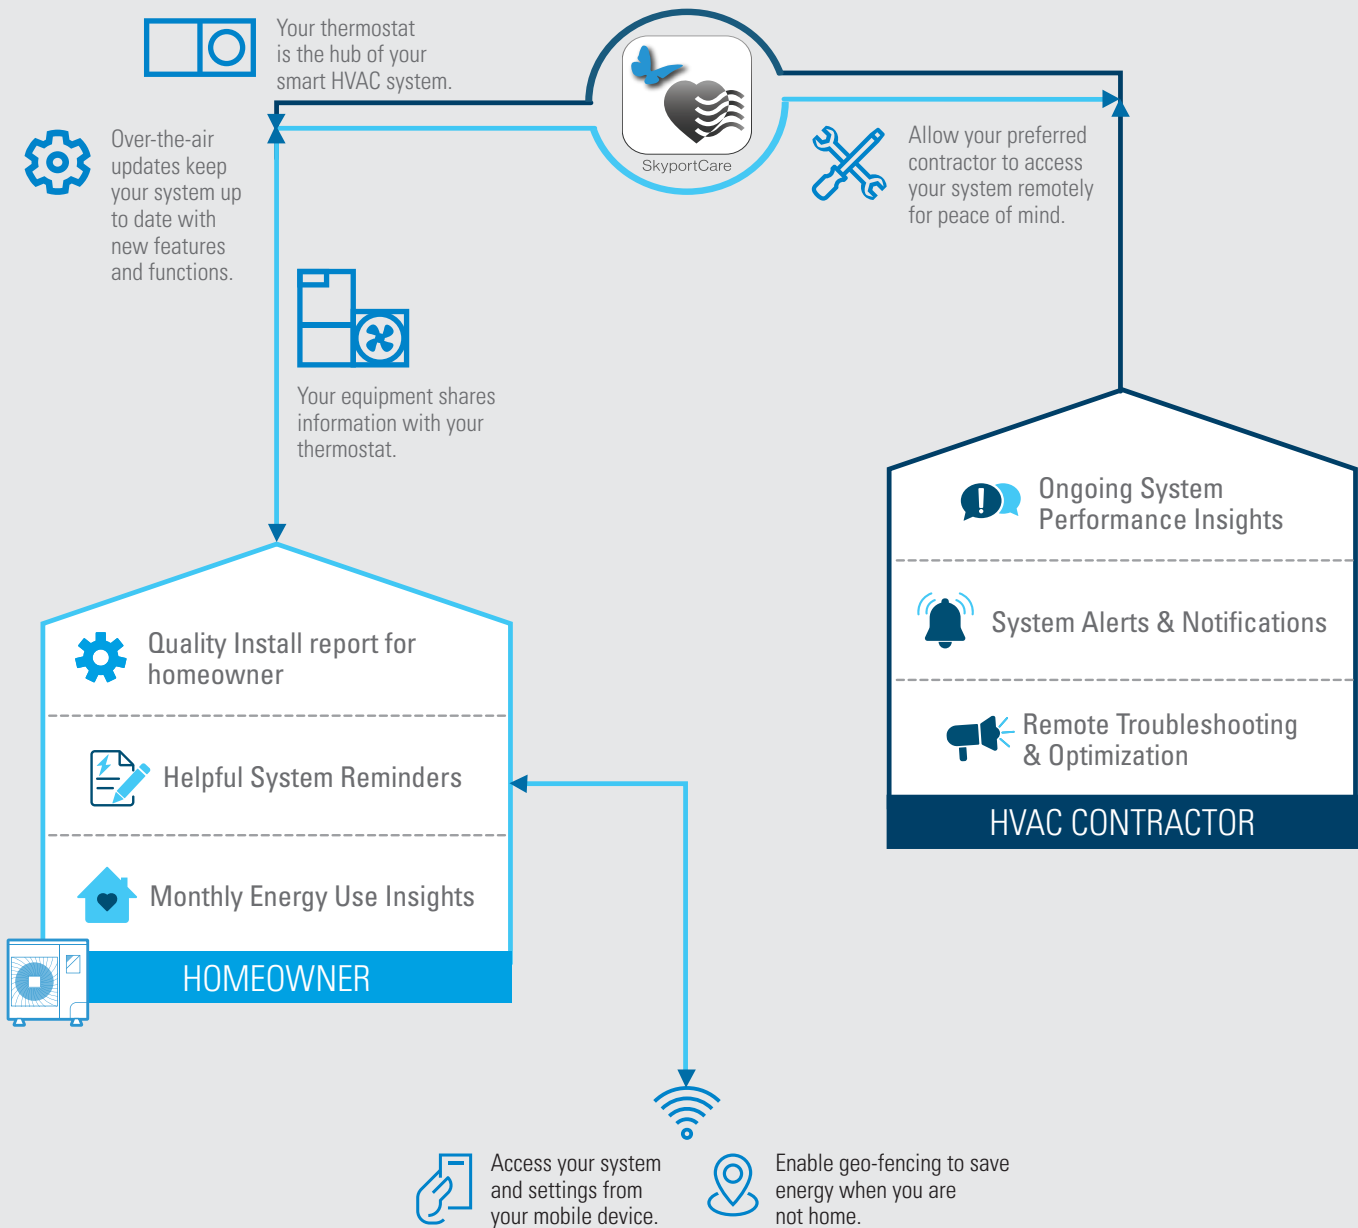 Your thermostat
is the hub of your
smart HVAC system.
SkyportCare
Over-the-air
updates keep
your system up
to date with
new features
and functions.
Allow your preferred
contractor to access
your system remotely
for peace of mind.
Your equipment shares
information with your
thermostat.
Ongoing System
Performance Insights
System Alerts & Notifications
Remote Troubleshooting
& Optimization
HVAC CONTRACTOR
Quality Install report for
homeowner
Helpful System Reminders
Monthly Energy Use Insights
HOMEOWNER
Access your system
and settings from
your mobile device.
Enable geo-fencing to save
energy when you are
not home.